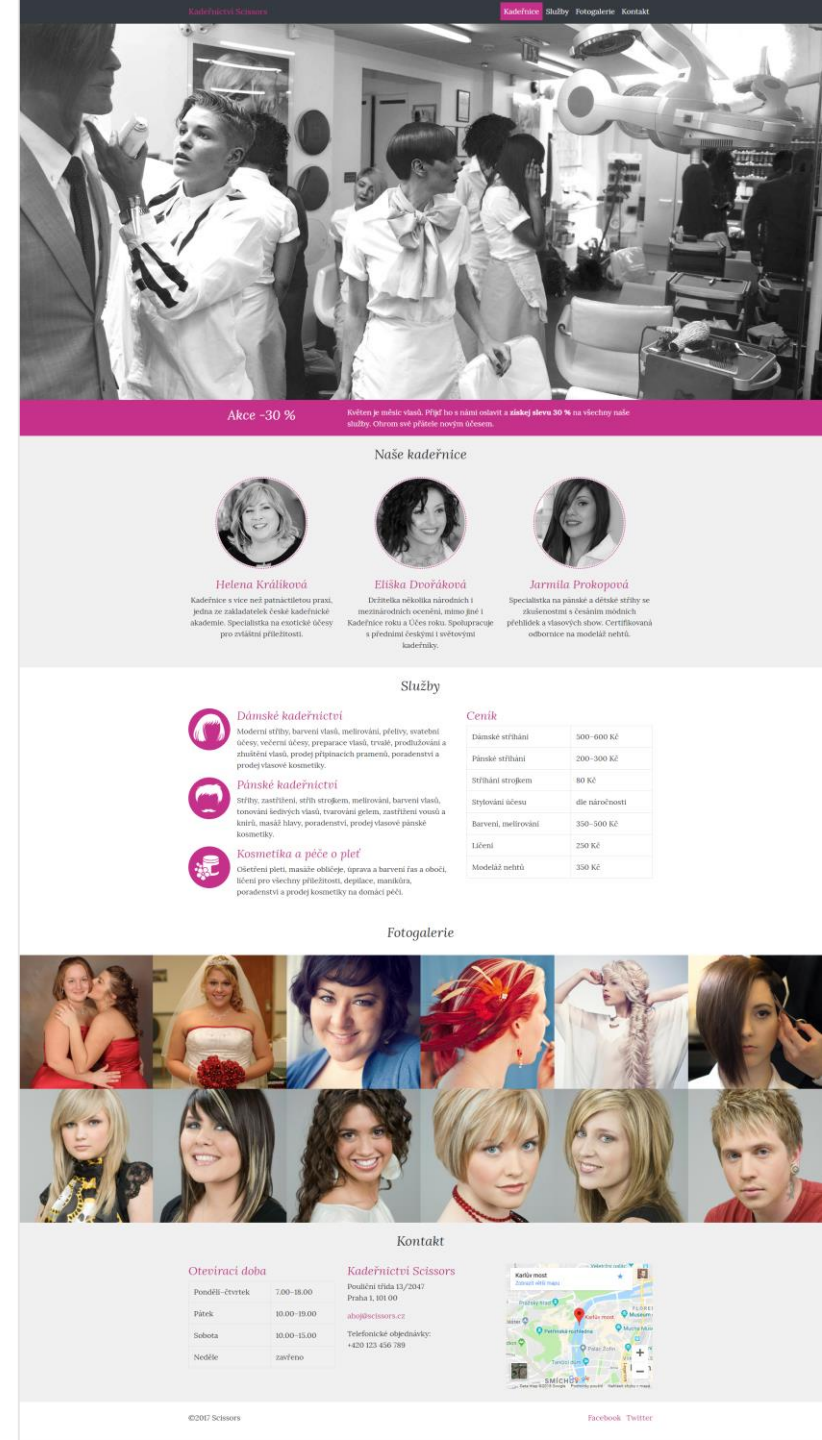 Kadeřnictví Scissors
Kadeřnice Služby Fotogalerie Kontakt
Akce -30 %
Květen je měsíc vlasů. Přijď ho s námi oslavit a získej slevu 30 % na všechny naše
služby. Ohrom své přátele novým účesem.
Naše kadeřnice
Helena Králíková
Kadeřnice s více než patnáctiletou praxí,
jedna ze zakladatelek české kadeřnické
akademie. Specialistka na exotické účesy
pro zvláštní příležitosti.
Eliška Dvořáková
Držitelka několika národních i
mezinárodních ocenění, mimo jiné i
Kadeřnice roku a Účes roku. Spolupracuje
s předními českými i světovými
kadeřníky.
Jarmila Prokopová
Specialistka na pánské a dětské střihy se
zkušenostmi s česáním módních
přehlídek a vlasových show. Certifikovaná
odbornice na modeláž nehtů.
Služby
Dámské kadeřnictví
Moderní střihy, barvení vlasů, melírování, přelivy, svatební
účesy, večerní účesy, preparace vlasů, trvalé, prodlužování a
zhuštění vlasů, prodej připínacích pramenů, poradenství a
prodej vlasové kosmetiky.
Pánské kadeřnictví
Střihy, zastřižení, střih strojkem, melírování, barvení vlasů,
tónování šedivých vlasů, tvarování gelem, zastřižení vousů a
knírů, masáž hlavy, poradenství, prodej vlasové pánské
kosmetiky.
Kosmetika a péče o pleť
Ošetření pleti, masáže obličeje, úprava a barvení řas a obočí,
líčení pro všechny příležitosti, depilace, manikúra,
poradenství a prodej kosmetiky na domácí péči.
Ceník
Dámské stříhání 500–600 Kč
Pánské stříhání 200–300 Kč
Stříhání strojkem 80 Kč
Stylování účesu dle náročnosti
Barvení, melírování 350–500 Kč
Líčení 250 Kč
Modeláž nehtů 350 Kč
Fotogalerie
Kontakt
Otevírací doba
Pondělí–čtvrtek 7.00–18.00
Pátek 10.00–19.00
Sobota 10.00–15.00
Neděle zavřeno
Kadeřnictví Scissors
Pouliční třída 13/2047
Praha 1, 101 00
ahoj@scissors.cz
Telefonické objednávky:
+420 123 456 789
Karlův most
Zobrazit větší mapu
Pražský hrad
Karlův most
Petřínská rozhledna
Tančící dům
SMÍCHOV
©2017 Scissors
Facebook Twitter